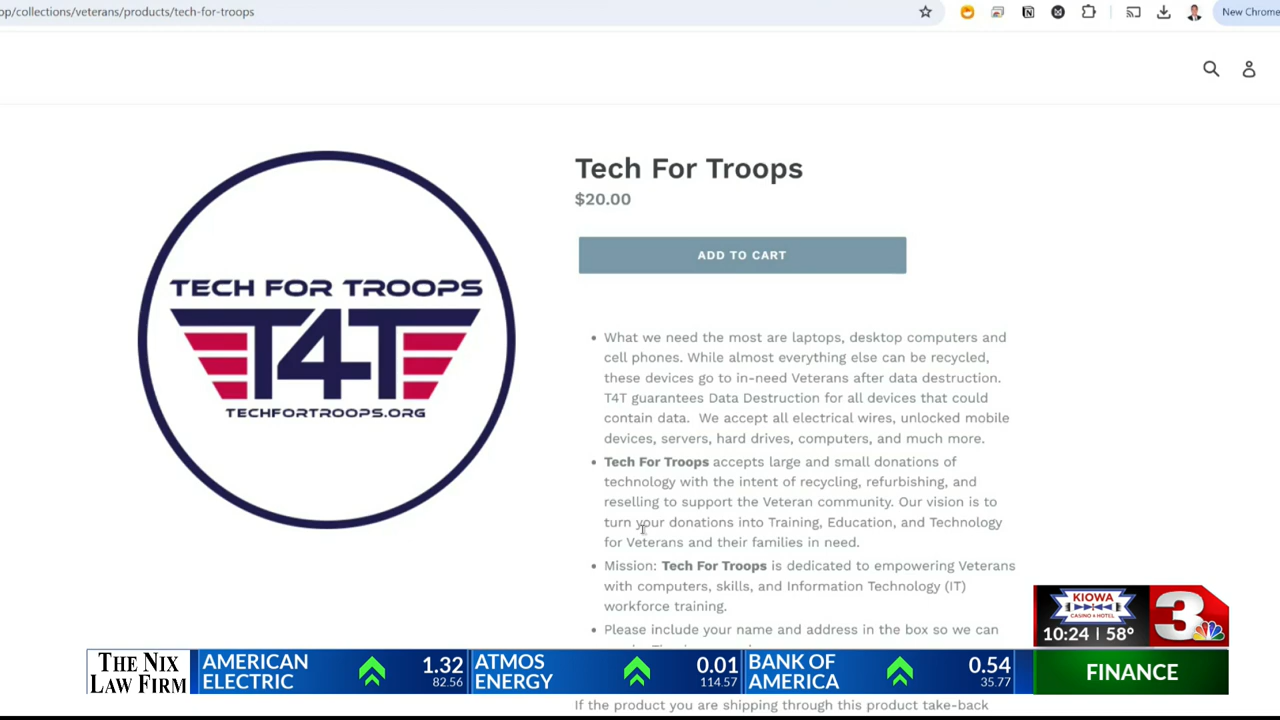 op/collections/veterans/products/tech-for-troops
New Chrome
Tech For Troops
$20.00
ADD TO CART
TECH FOR TROOPS
T4T
TECHFORTROOPS.ORG
• What we need the most are laptops, desktop computers and
cell phones. While almost everything else can be recycled,
these devices go to in-need Veterans after data destruction.
T4T guarantees Data Destruction for all devices that could
contain data.  We accept all electrical wires, unlocked mobile
devices, servers, hard drives, computers, and much more.
• Tech For Troops accepts large and small donations of
technology with the intent of recycling, refurbishing, and
reselling to support the Veteran community. Our vision is to
turn your donations into Training, Education, and Technology
for Veterans and their families in need.
• Mission: Tech For Troops is dedicated to empowering Veterans
with computers, skills, and Information Technology (IT)
workforce training.
• Please include your name and address in the box so we can
KIOWA
CASINO & HOTEL
3
10:24 | 58°
THE NIX
LAW FIRM
AMERICAN
ELECTRIC
1.32
82.56
ATMOS
ENERGY
0.01
114.57
BANK OF
AMERICA
0.54
35.77
FINANCE
If the product you are shipping through this product take-back